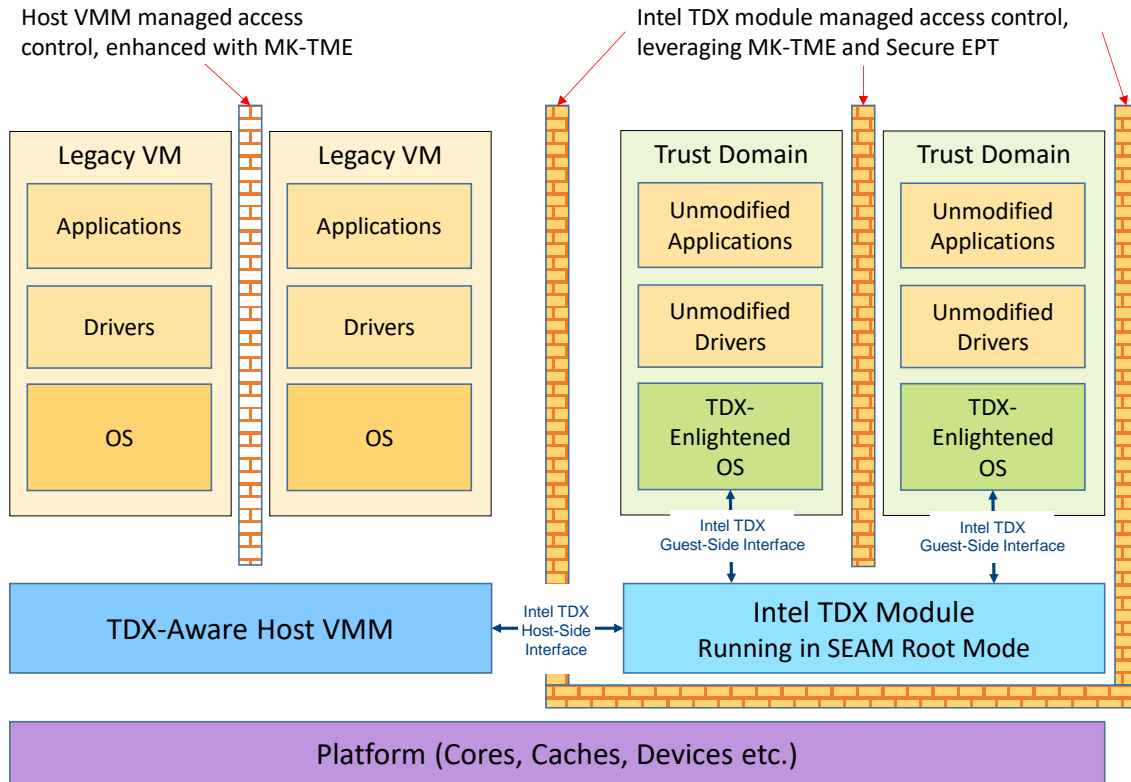 Host VMM managed access
control, enhanced with MK-TME
Intel TDX module managed access control,
leveraging MK-TME and Secure EPT
Legacy VM
Applications
Drivers
OS
Legacy VM
Applications
Drivers
OS
Trust Domain
Unmodified
Applications
Unmodified
Drivers
TDX-
Enlightened
OS
Trust Domain
Unmodified
Applications
Unmodified
Drivers
TDX-
Enlightened
OS
Intel TDX
Guest-Side Interface
Intel TDX
Guest-Side Interface
TDX-Aware Host VMM
Intel TDX
Host-Side
Interface
Intel TDX Module
Running in SEAM Root Mode
Platform (Cores, Caches, Devices etc.)